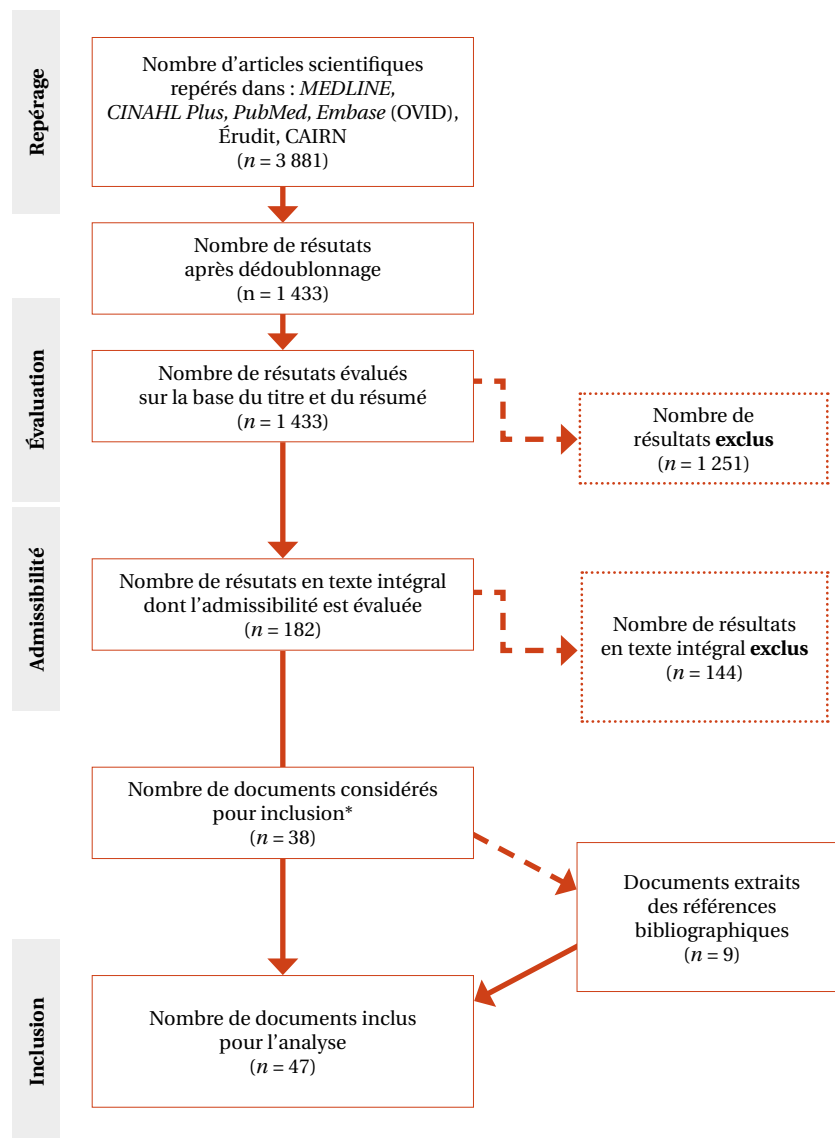 Repérage
Nombre d'articles scientifiques
repérés dans : MEDLINE,
CINAHL Plus, PubMed, Embase (OVID),
Érudit, CAIRN
(n = 3 881)
Nombre de résutats
après dédoublonnage
(n = 1 433)
Évaluation
Nombre de résutats évalués
sur la base du titre et du résumé
(n = 1 433)
Nombre de
résultats exclus
(n = 1 251)
Admissibilité
Nombre de résutats en texte intégral
dont l'admissibilité est évaluée
(n = 182)
Nombre de résultats
en texte intégral exclus
(n = 144)
Nombre de documents considérés
pour inclusion*
(n = 38)
Documents extraits
des références
bibliographiques
(n = 9)
Inclusion
Nombre de documents inclus
pour l'analyse
(n = 47)